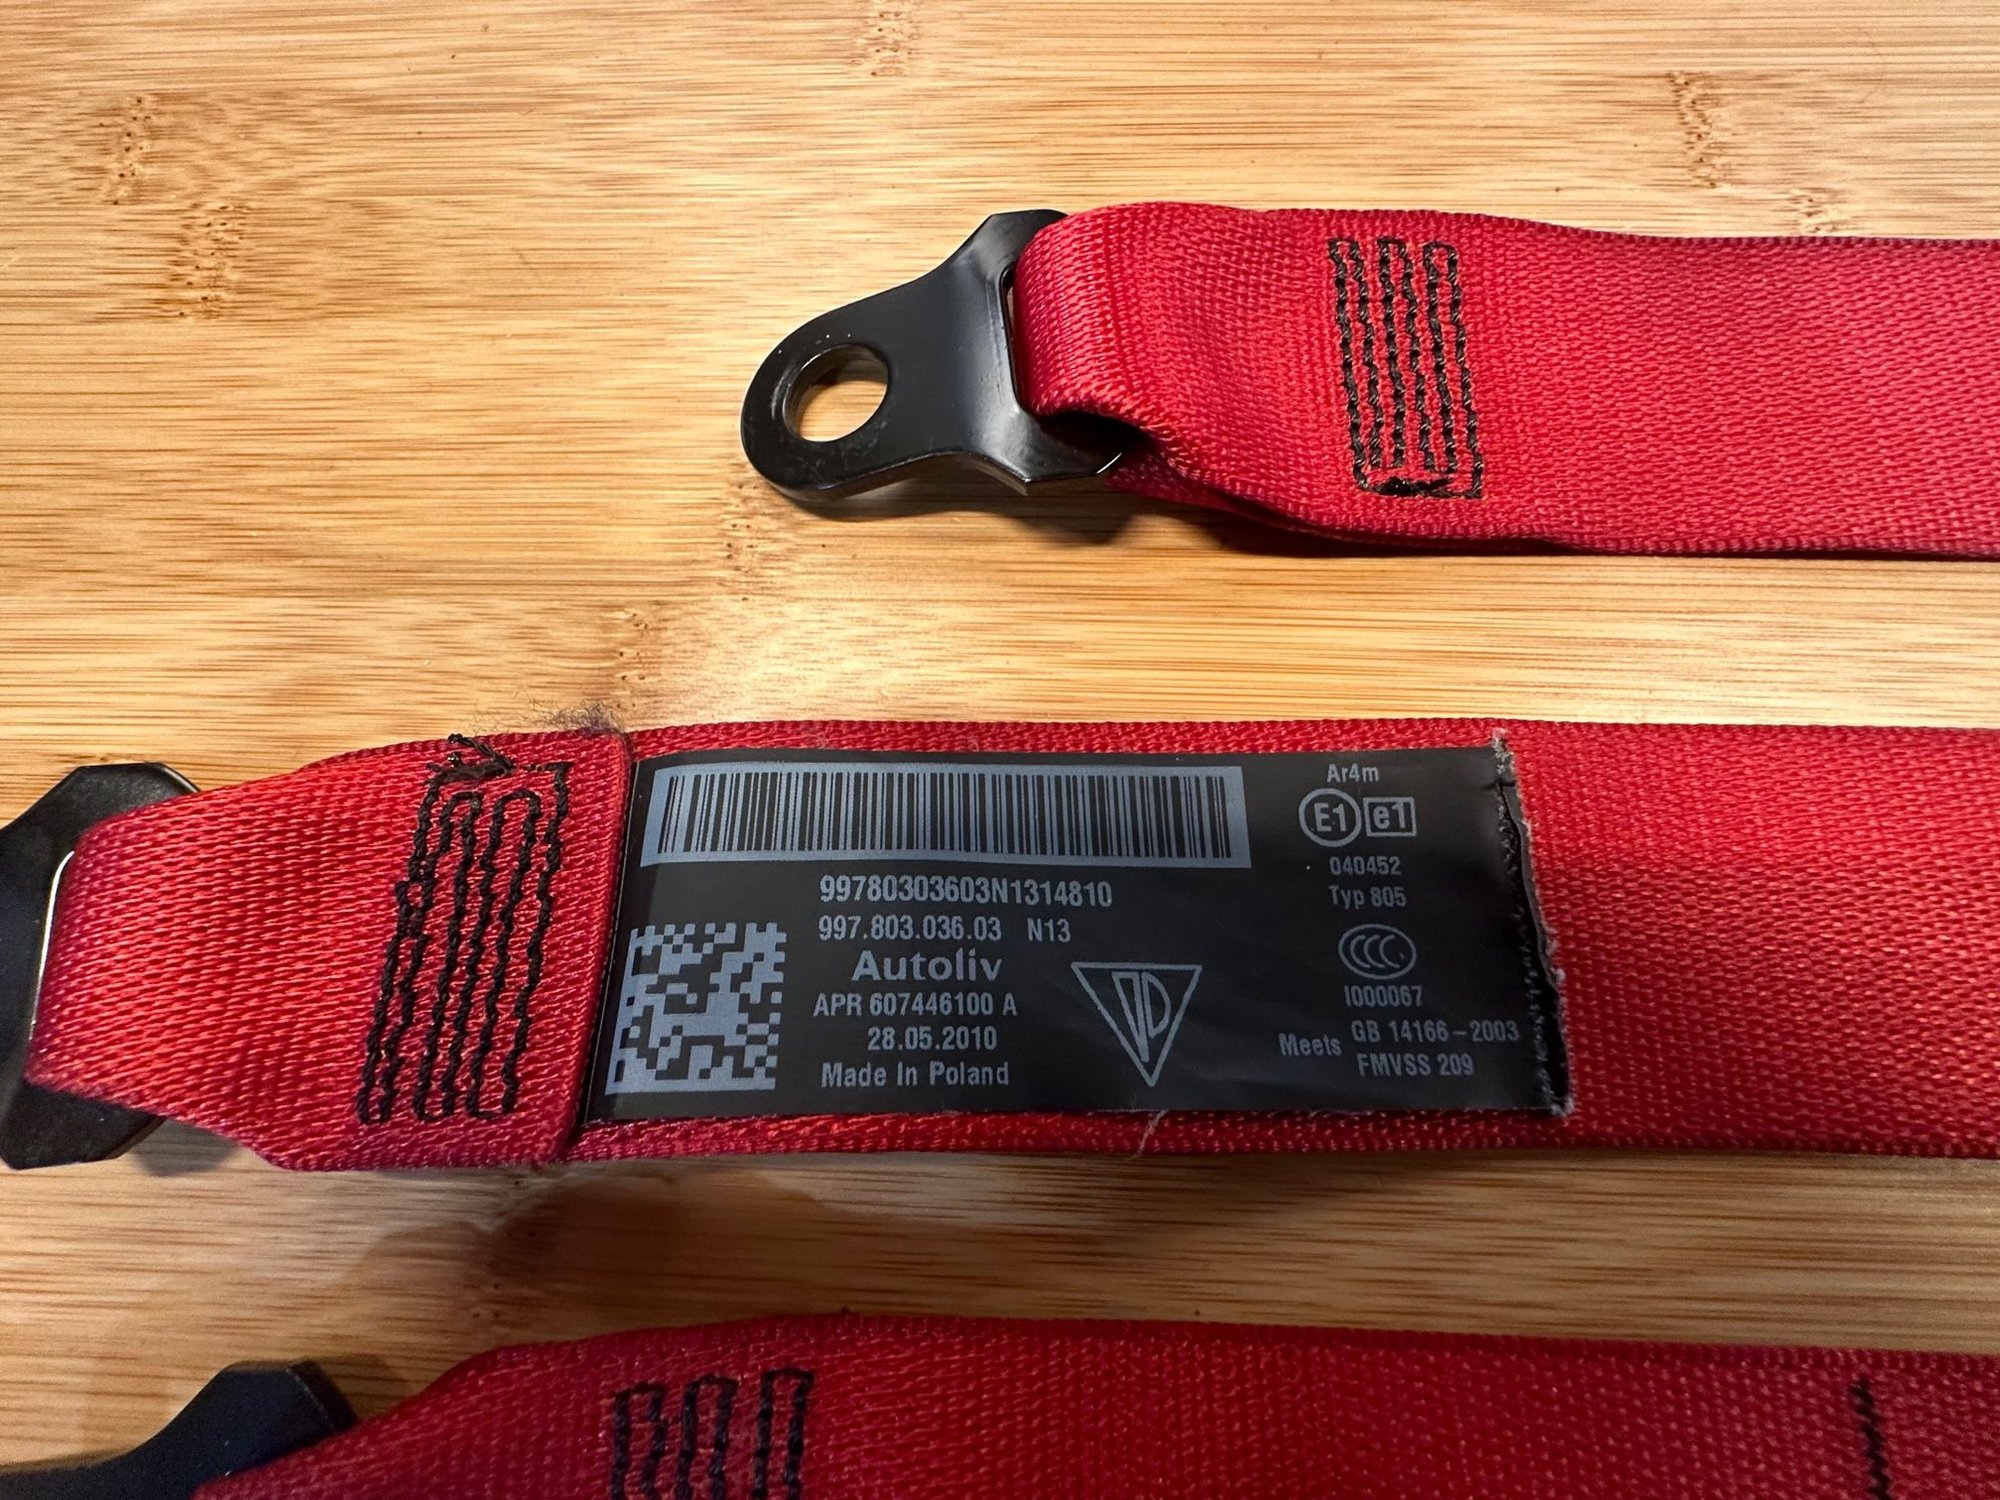 99780303603N1314810
997.803.036.03 N13
Autoliv
APR 607446100 A
28.05.2010
Made In Poland
Ar4m
E1 e1
040452
Typ 805
CCC
I000067
Meets GB 14166-2003
FMVSS 209